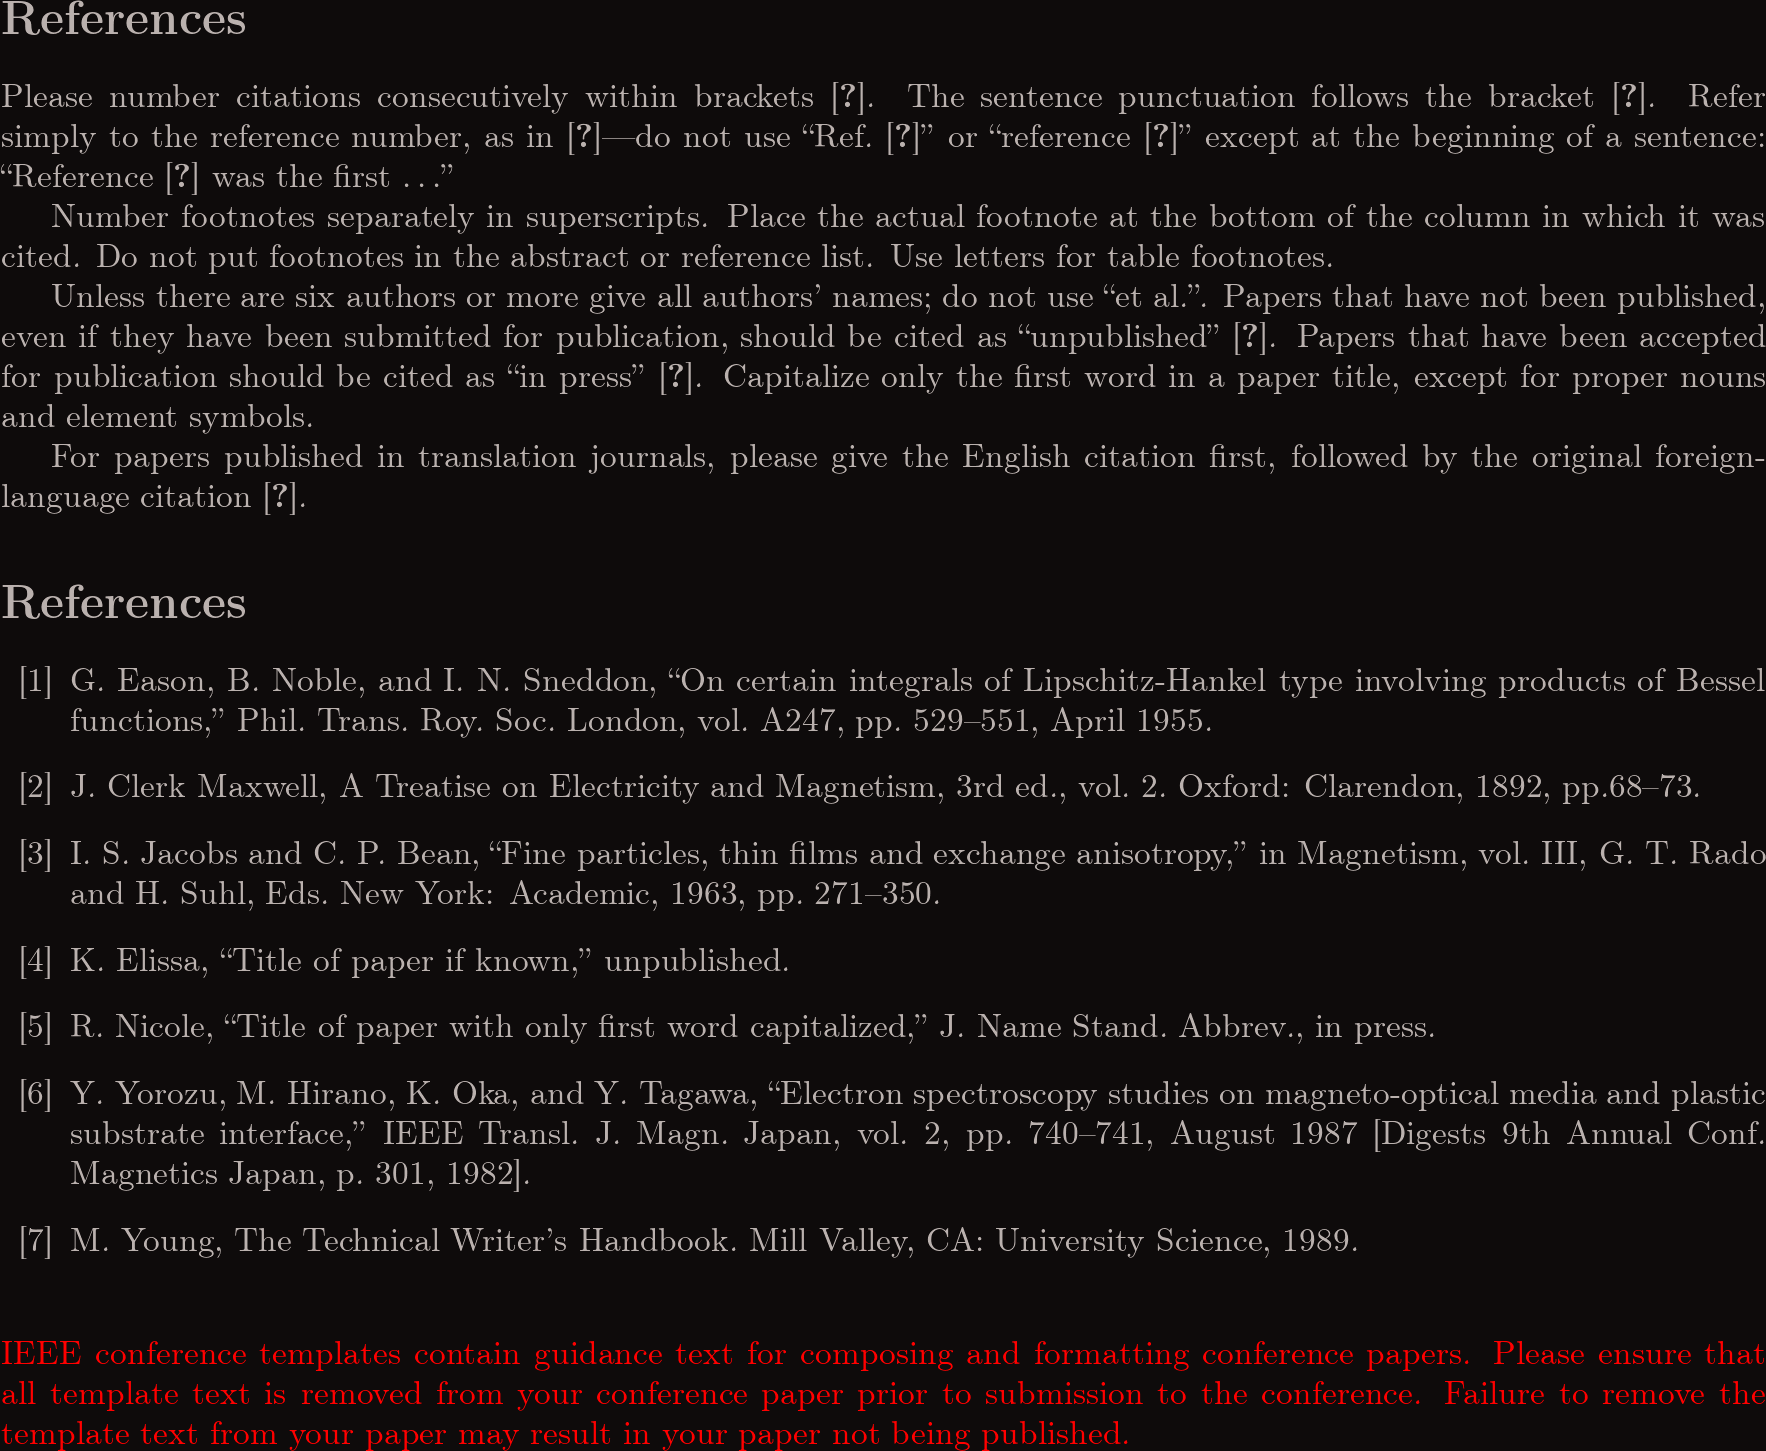 References
Please number citations consecutively within brackets [?]. The sentence punctuation follows the bracket [?]. Refer
simply to the reference number, as in [?]—do not use “Ref. [?]” or “reference [?]” except at the beginning of a sentence:
“Reference [?] was the first …”
Number footnotes separately in superscripts. Place the actual footnote at the bottom of the column in which it was
cited. Do not put footnotes in the abstract or reference list. Use letters for table footnotes.
Unless there are six authors or more give all authors’ names; do not use “et al.”. Papers that have not been published,
even if they have been submitted for publication, should be cited as “unpublished” [?]. Papers that have been accepted
for publication should be cited as “in press” [?]. Capitalize only the first word in a paper title, except for proper nouns
and element symbols.
For papers published in translation journals, please give the English citation first, followed by the original foreign-
language citation [?].
References
[1] G. Eason, B. Noble, and I. N. Sneddon, “On certain integrals of Lipschitz-Hankel type involving products of Bessel
functions,” Phil. Trans. Roy. Soc. London, vol. A247, pp. 529–551, April 1955.
[2] J. Clerk Maxwell, A Treatise on Electricity and Magnetism, 3rd ed., vol. 2. Oxford: Clarendon, 1892, pp.68–73.
[3] I. S. Jacobs and C. P. Bean, “Fine particles, thin films and exchange anisotropy,” in Magnetism, vol. III, G. T. Rado
and H. Suhl, Eds. New York: Academic, 1963, pp. 271–350.
[4] K. Elissa, “Title of paper if known,” unpublished.
[5] R. Nicole, “Title of paper with only first word capitalized,” J. Name Stand. Abbrev., in press.
[6] Y. Yorozu, M. Hirano, K. Oka, and Y. Tagawa, “Electron spectroscopy studies on magneto-optical media and plastic
substrate interface,” IEEE Transl. J. Magn. Japan, vol. 2, pp. 740–741, August 1987 [Digests 9th Annual Conf.
Magnetics Japan, p. 301, 1982].
[7] M. Young, The Technical Writer’s Handbook. Mill Valley, CA: University Science, 1989.
IEEE conference templates contain guidance text for composing and formatting conference papers. Please ensure that
all template text is removed from your conference paper prior to submission to the conference. Failure to remove the
template text from your paper may result in your paper not being published.